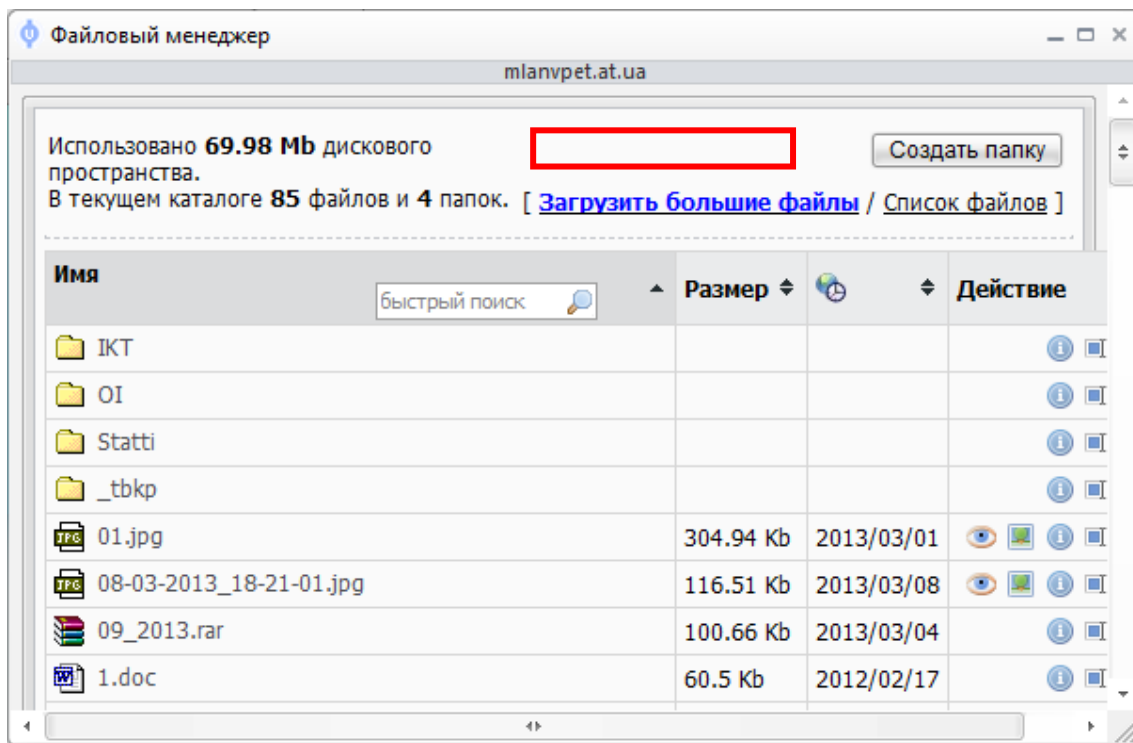 Файловый менеджер
mlanvpet.at.ua
Использовано 69.98 Mb дискового
пространства.
Создать папку
В текущем каталоге 85 файлов и 4 папок.
[ Загрузить большие файлы / Список файлов ]
Имя
быстрый поиск
Размер
Действие
IKT
OI
Statti
_tbkp
JPG 01.jpg 304.94 Kb 2013/03/01
JPG 08-03-2013_18-21-01.jpg 116.51 Kb 2013/03/08
09_2013.rar 100.66 Kb 2013/03/04
W 1.doc 60.5 Kb 2012/02/17